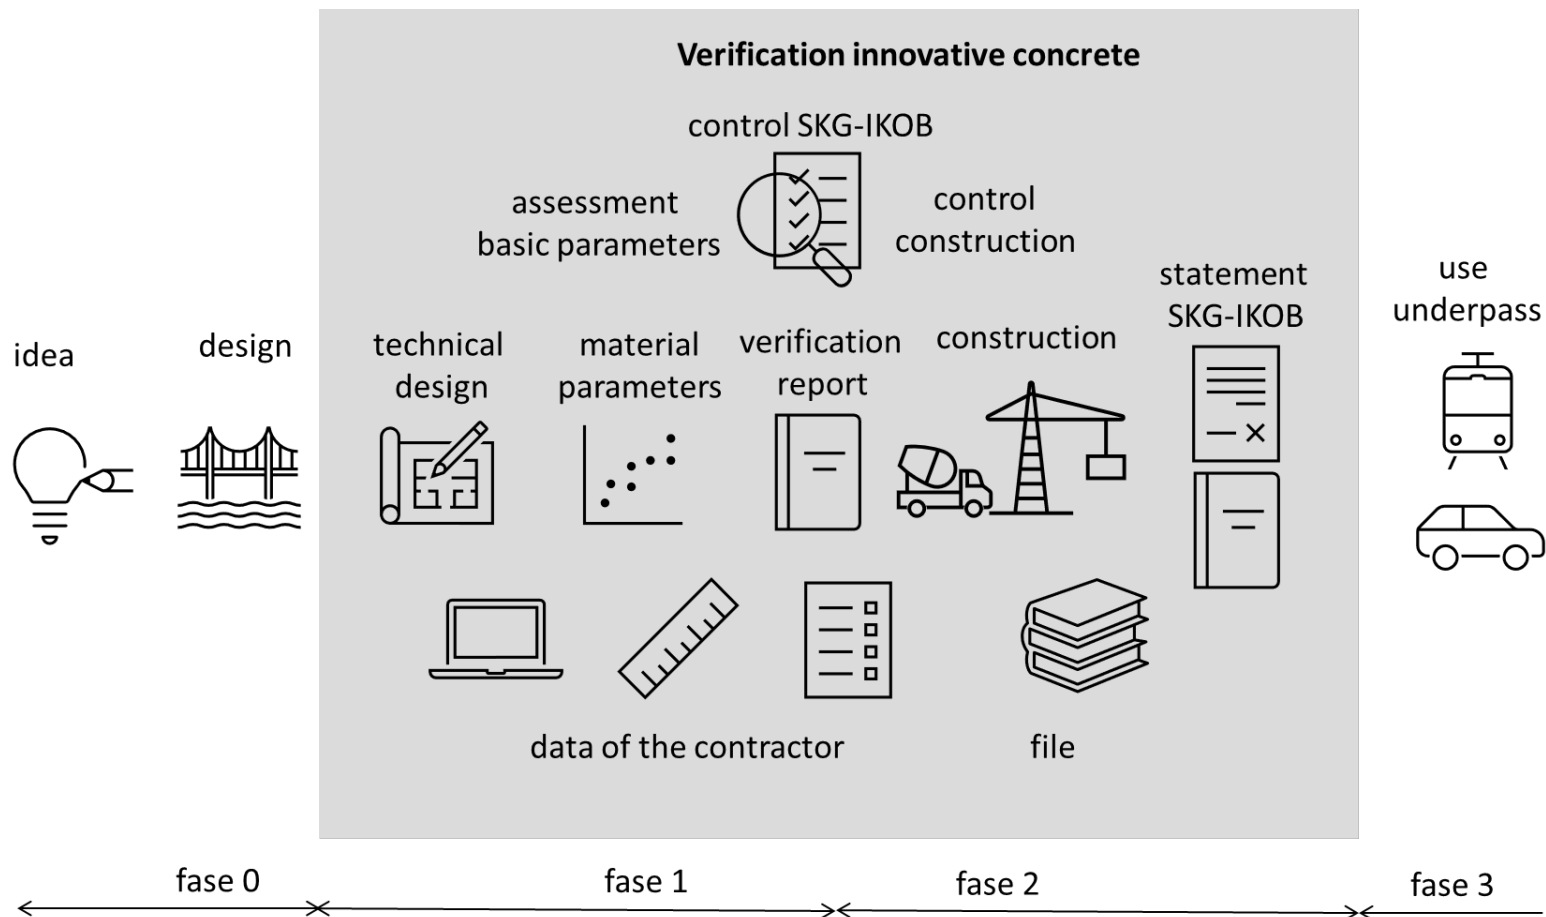 Verification innovative concrete
control SKG-IKOB
assessment
basic parameters
control
construction
statement
SKG-IKOB
use
underpass
idea
design
technical
design
material
parameters
verification
report
construction
data of the contractor
file
fase 0
fase 1
fase 2
fase 3